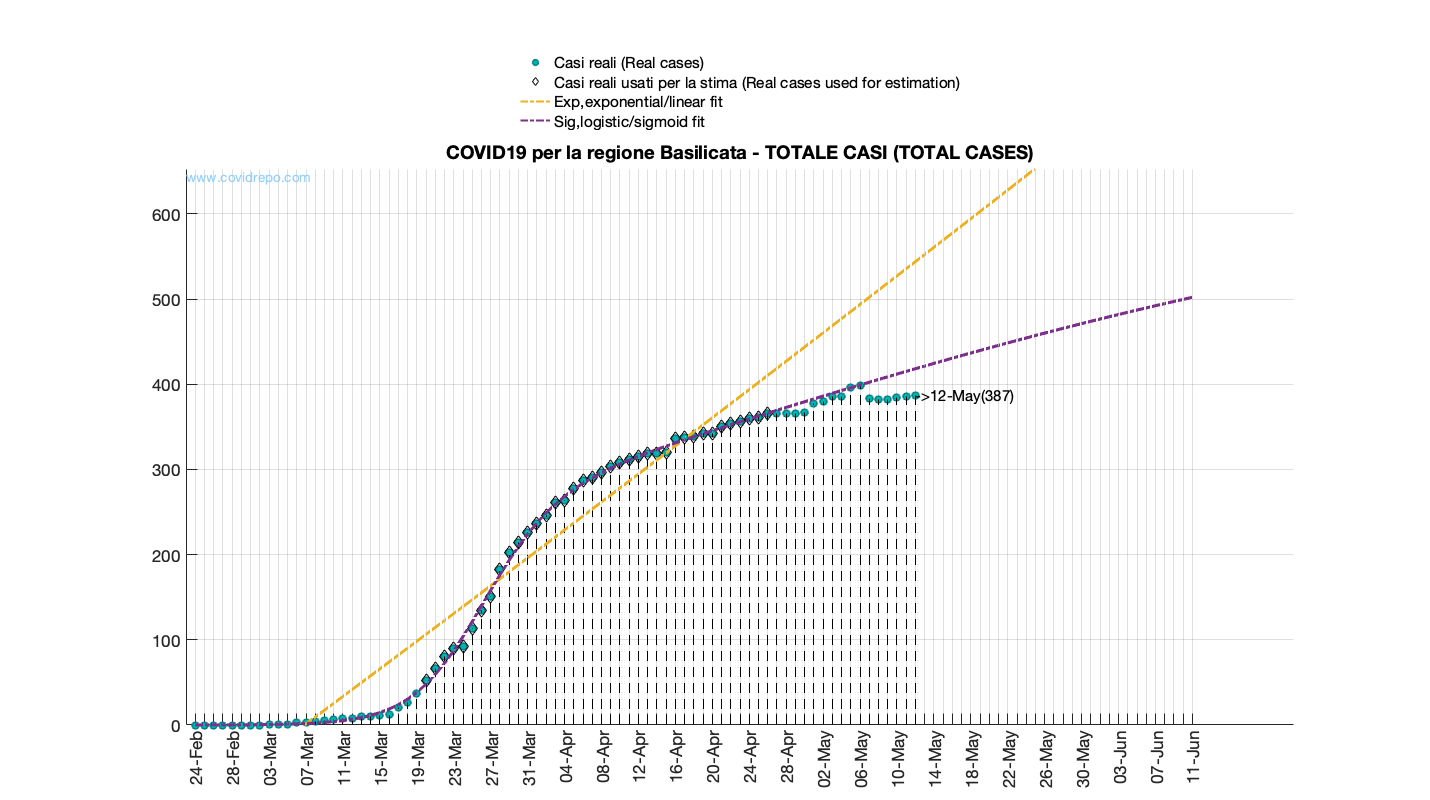 Casi reali (Real cases)
Casi reali usati per la stima (Real cases used for estimation)
Exp,exponential/linear fit
Sig,logistic/sigmoid fit
COVID19 per la regione Basilicata - TOTALE CASI (TOTAL CASES)
www.covidrepo.com
600
500
400
->12-May(387)
300
200
100
0
24-Feb
28-Feb
03-Mar
07-Mar
11-Mar
15-Mar
19-Mar
23-Mar
27-Mar
31-Mar
04-Apr
08-Apr
12-Apr
16-Apr
20-Apr
24-Apr
28-Apr
02-May
06-May
10-May
14-May
18-May
22-May
26-May
30-May
03-Jun
07-Jun
11-Jun